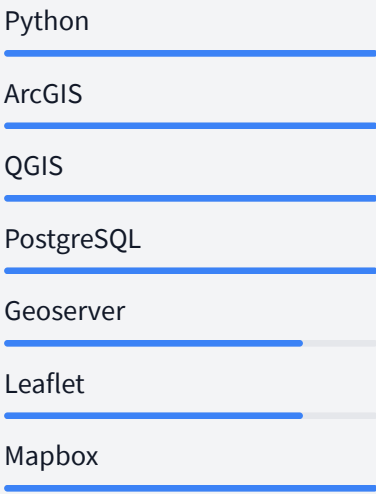 Python
ArcGIS
QGIS
PostgreSQL
Geoserver
Leaflet
Mapbox